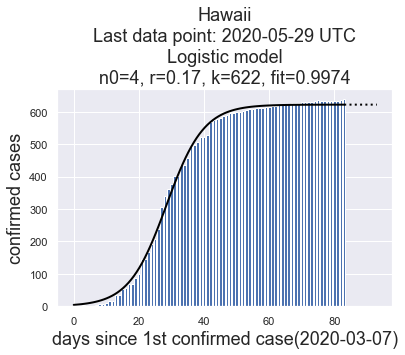 Hawaii
Last data point: 2020-05-29 UTC
Logistic model
n0=4, r=0.17, k=622, fit=0.9974
600
500
400
300
200
100
0
confirmed cases
0 20 40 60 80
days since 1st confirmed case(2020-03-07)